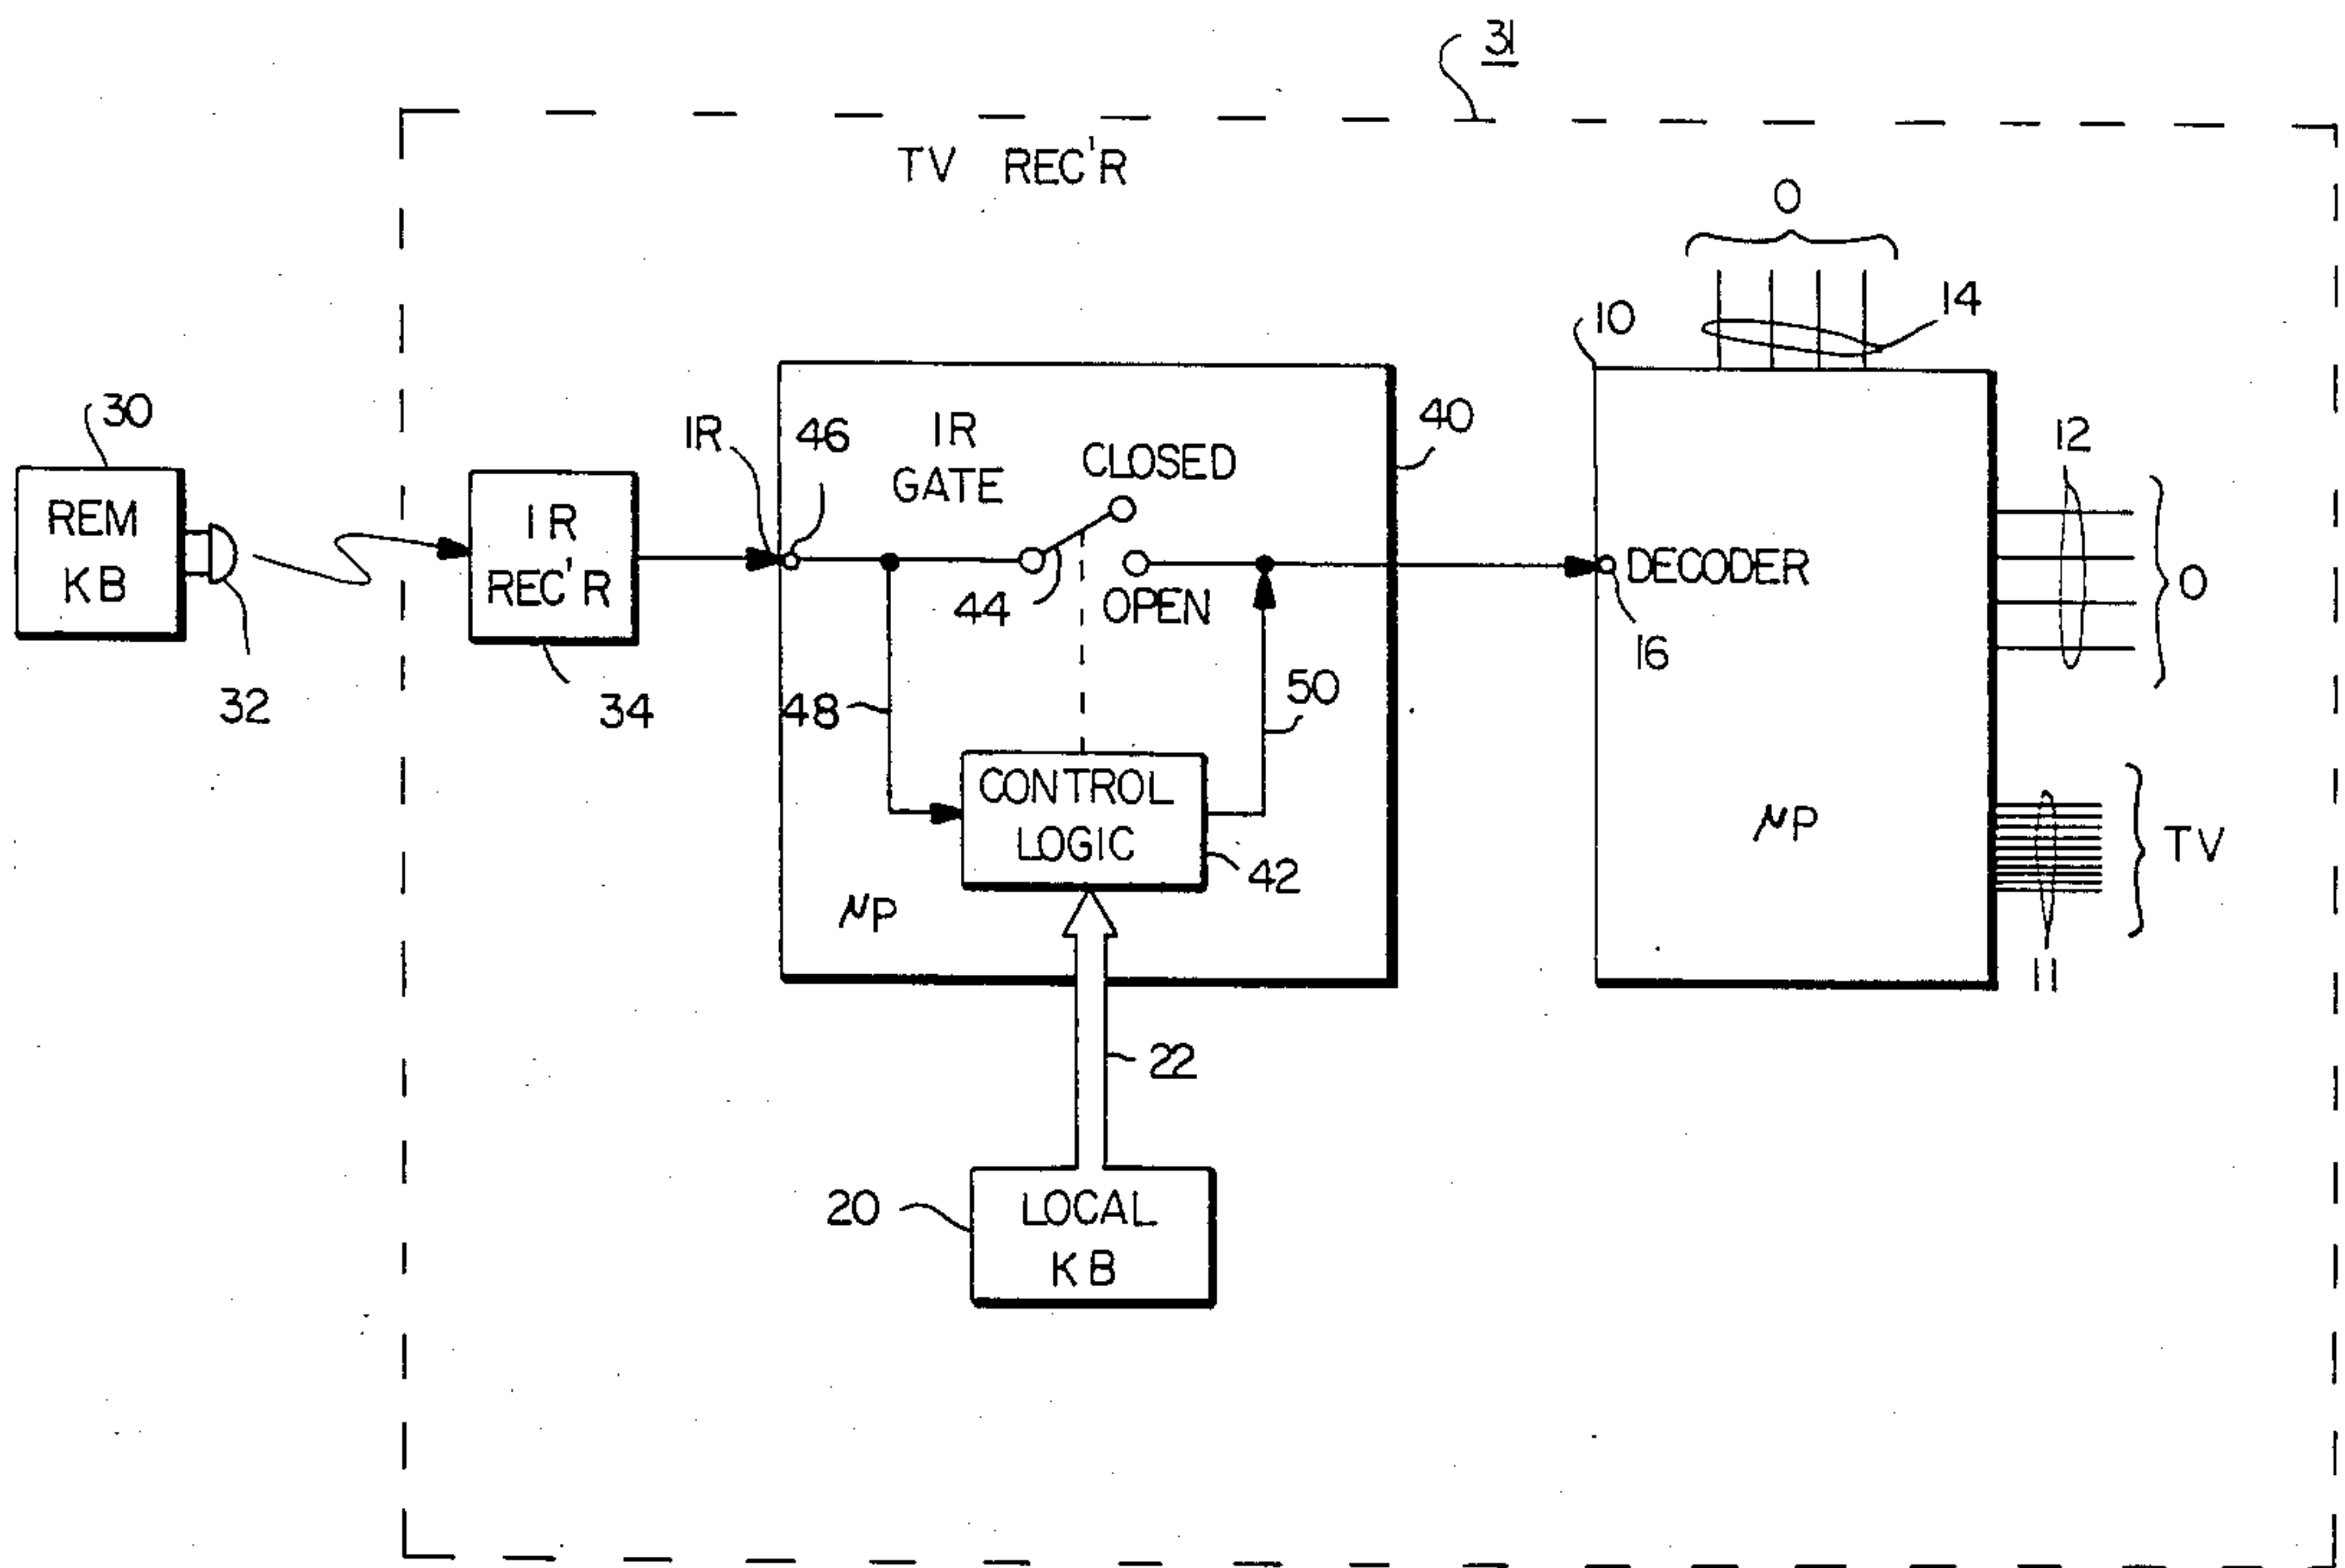 31
TV REC'R
O
14
10
12
30
IR
46
IR
GATE
CLOSED
40
REM
KB
IR
REC'R
DECODER
O
44
OPEN
16
32
34
48
50
CONTROL
LOGIC
42
μP
μP
TV
11
22
20
LOCAL
KB